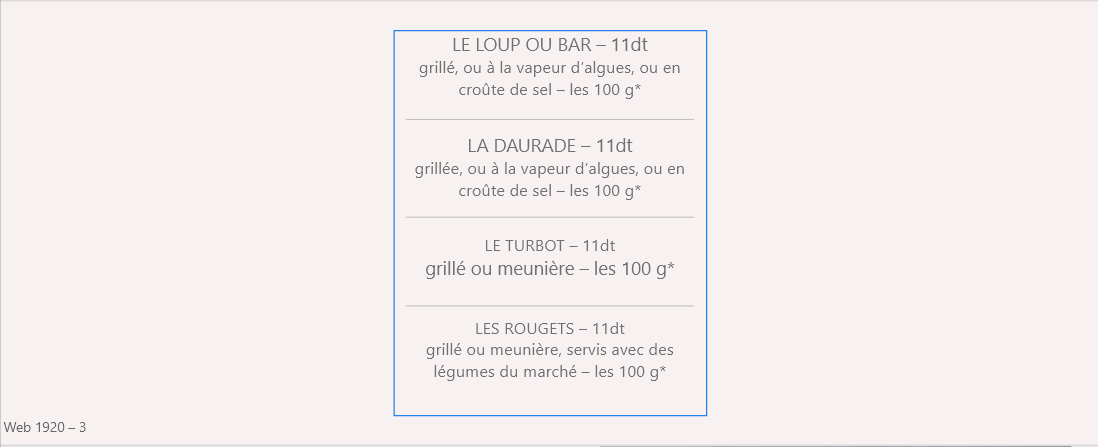 LE LOUP OU BAR – 11dt
grillé, ou à la vapeur d’algues, ou en
croûte de sel – les 100 g*
LA DAURADE – 11dt
grillée, ou à la vapeur d’algues, ou en
croûte de sel – les 100 g*
LE TURBOT – 11dt
grillé ou meunière – les 100 g*
LES ROUGETS – 11dt
grillé ou meunière, servis avec des
légumes du marché – les 100 g*
Web 1920 – 3